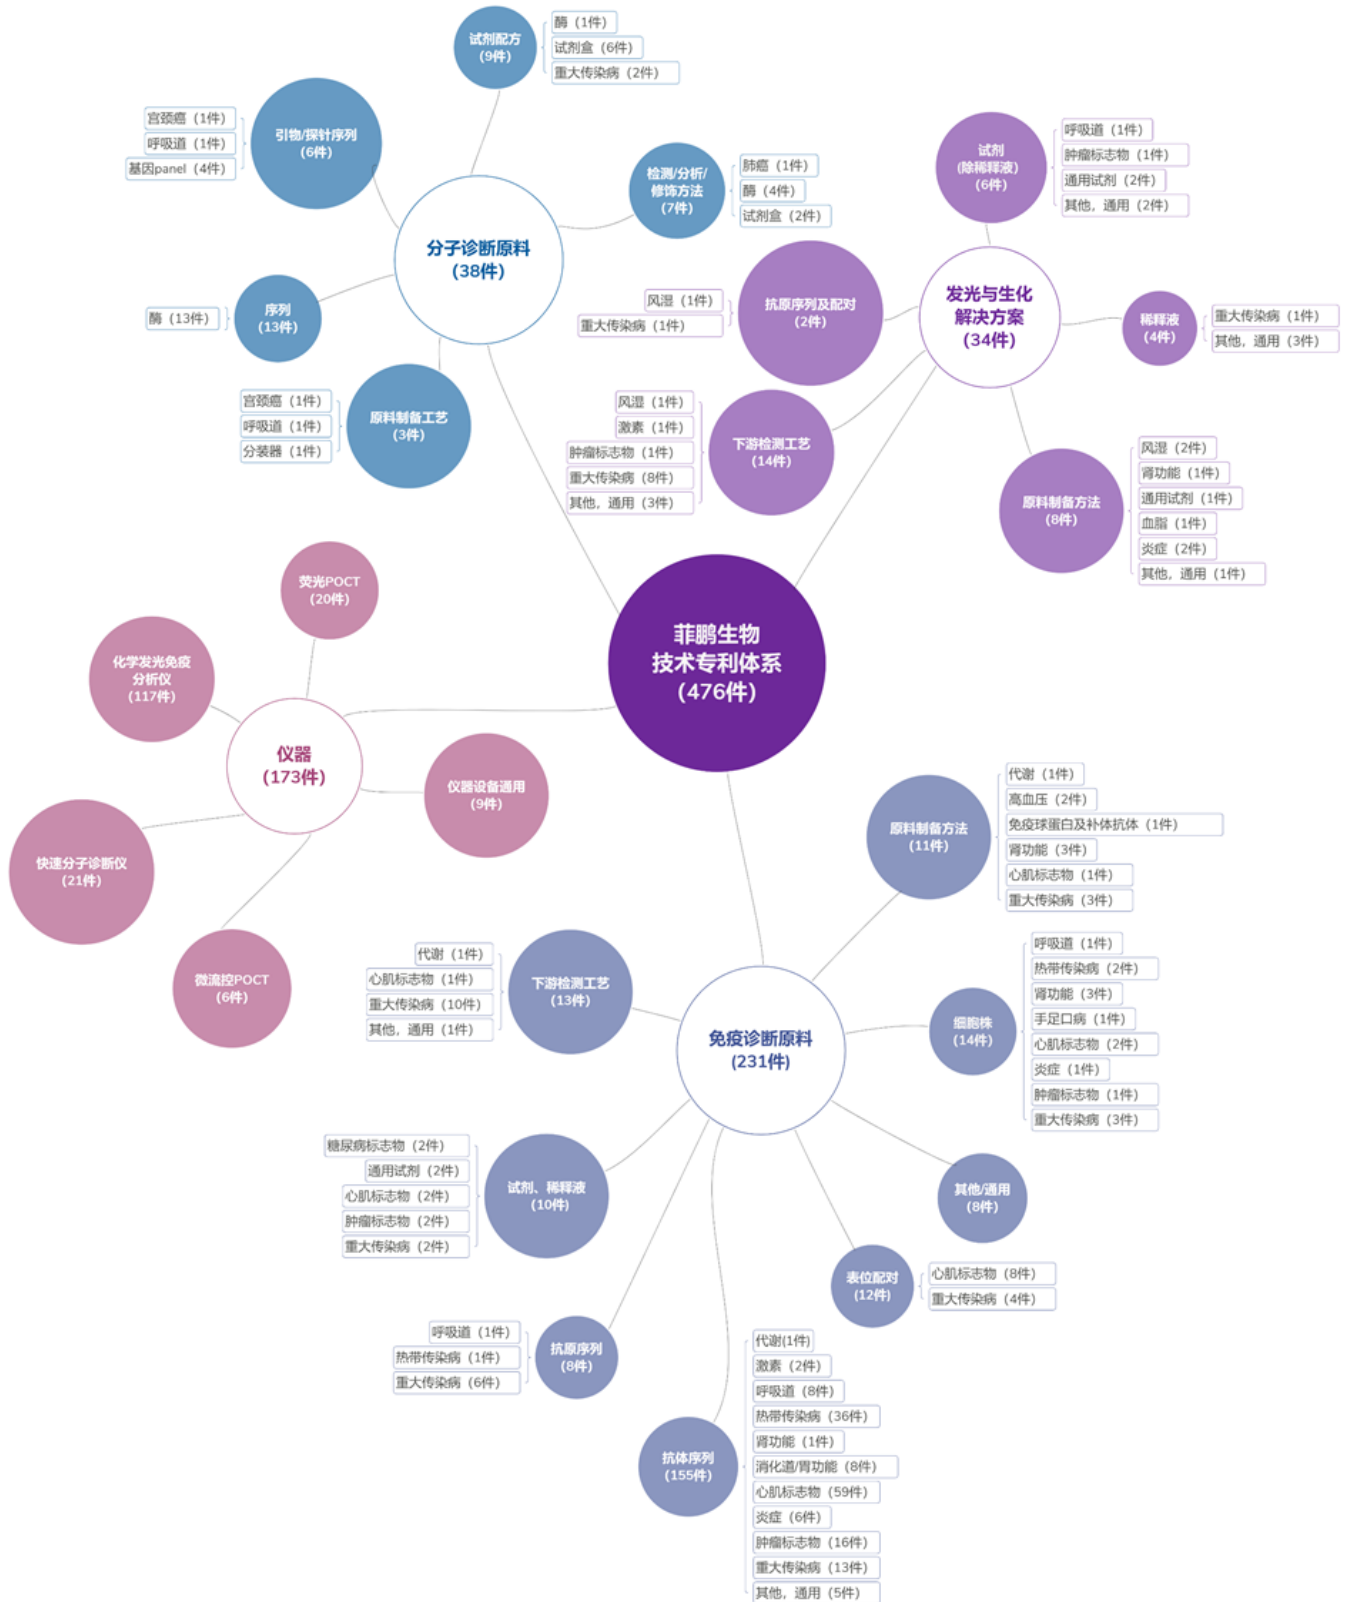 菲鹏生物
技术专利体系
(476件)
分子诊断原料
(38件)
试剂配方
(9件)
酶（1件）
试剂盒（6件）
重大传染病（2件）
引物/探针序列
(6件)
宫颈癌（1件）
呼吸道（1件）
基因panel（4件）
检测/分析/
修饰方法
(7件)
肺癌（1件）
酶（4件）
试剂盒（2件）
序列
(13件)
酶（13件）
原料制备工艺
(3件)
宫颈癌（1件）
呼吸道（1件）
分装器（1件）
发光与生化
解决方案
(34件)
试剂
(除稀释液)
(6件)
呼吸道（1件）
肿瘤标志物（1件）
通用试剂（2件）
其他，通用（2件）
抗原序列及配对
(2件)
风湿（1件）
重大传染病（1件）
稀释液
(4件)
重大传染病（1件）
其他，通用（3件）
下游检测工艺
(14件)
风湿（1件）
激素（1件）
肿瘤标志物（1件）
重大传染病（8件）
其他，通用（3件）
原料制备方法
(8件)
风湿（2件）
肾功能（1件）
通用试剂（1件）
血脂（1件）
炎症（2件）
其他，通用（1件）
仪器
(173件)
荧光POCT
(20件)
化学发光免疫
分析仪
(117件)
仪器设备通用
(9件)
快速分子诊断仪
(21件)
微流控POCT
(6件)
免疫诊断原料
(231件)
原料制备方法
(11件)
代谢（1件）
高血压（2件）
免疫球蛋白及补体抗体（1件）
肾功能（3件）
心肌标志物（1件）
重大传染病（3件）
下游检测工艺
(13件)
代谢（1件）
心肌标志物（1件）
重大传染病（10件）
其他，通用（1件）
细胞株
(14件)
呼吸道（1件）
热带传染病（2件）
肾功能（3件）
手足口病（1件）
心肌标志物（2件）
炎症（1件）
肿瘤标志物（1件）
重大传染病（3件）
试剂、稀释液
(10件)
糖尿病标志物（2件）
通用试剂（2件）
心肌标志物（2件）
肿瘤标志物（2件）
重大传染病（2件）
其他/通用
(8件)
表位配对
(12件)
心肌标志物（8件）
重大传染病（4件）
抗原序列
(8件)
呼吸道（1件）
热带传染病（1件）
重大传染病（6件）
抗体序列
(155件)
代谢(1件)
激素（2件）
呼吸道（8件）
热带传染病（36件）
肾功能（1件）
消化道/胃功能（8件）
心肌标志物（59件）
炎症（6件）
肿瘤标志物（16件）
重大传染病（13件）
其他，通用（5件）